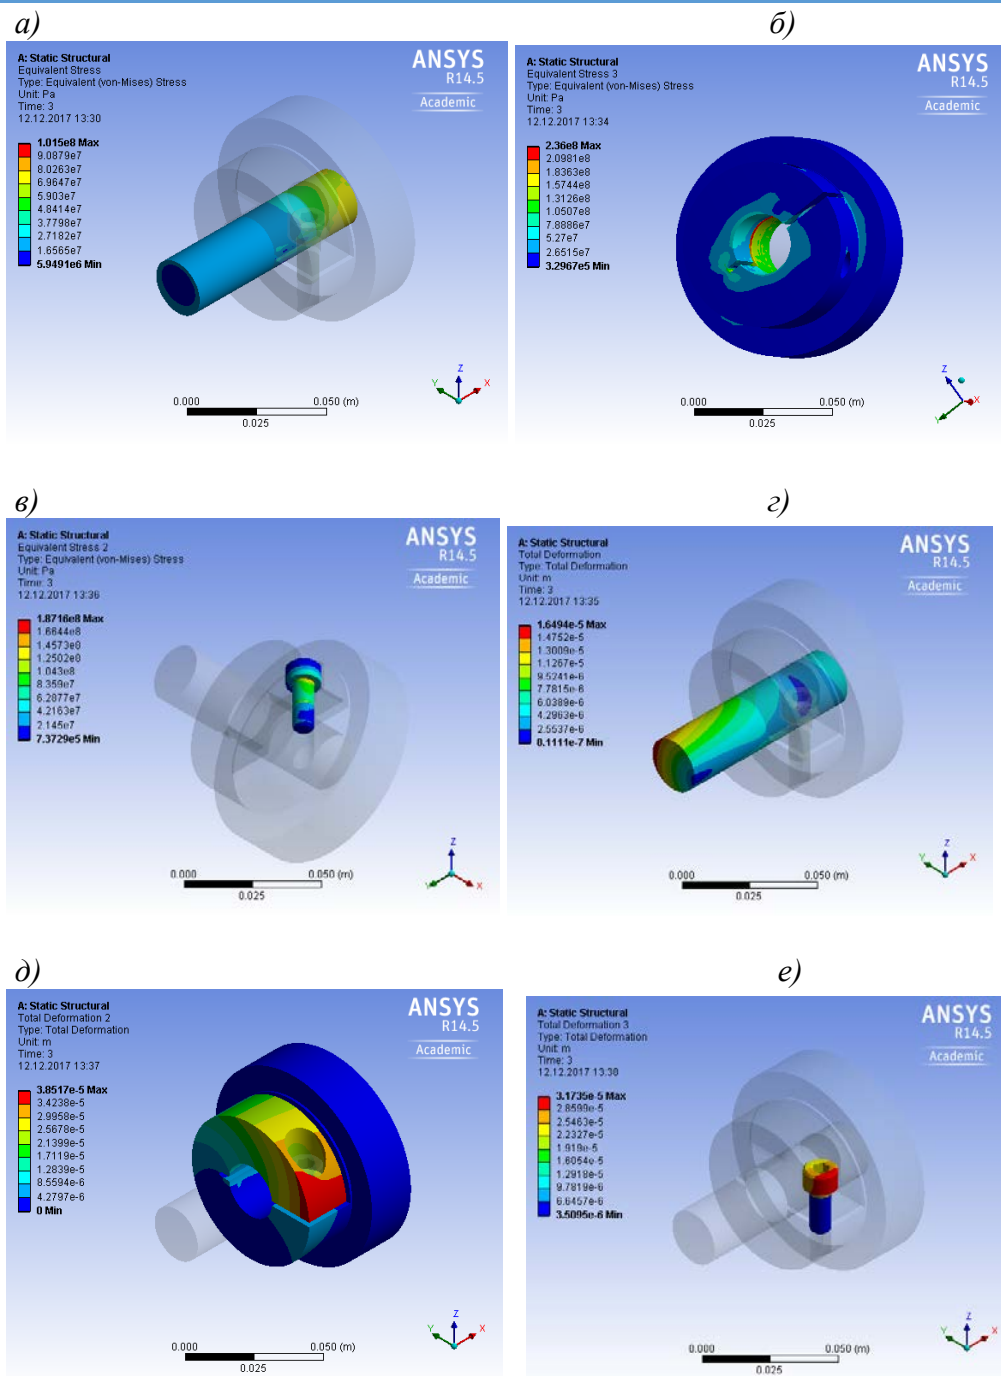 а)
A: Static Structural
Equivalent Stress
Type: Equivalent (von-Mises) Stress
Unit: Pa
Time: 3
12.12.2017 13:30
ANSYS
R14.5
Academic
1.015e8 Max
9.0879e7
8.0263e7
6.9647e7
5.903e7
4.8414e7
3.7798e7
2.7182e7
1.6565e7
5.9491e6 Min
Z
Y
X
0.000
0.050 (m)
0.025
б)
A: Static Structural
Equivalent Stress 3
Type: Equivalent (von-Mises) Stress
Unit: Pa
Time: 3
12.12.2017 13:34
ANSYS
R14.5
Academic
2.36e8 Max
2.0981e8
1.8363e8
1.5744e8
1.3126e8
1.0507e8
7.8886e7
5.27e7
2.6515e7
3.2967e5 Min
Z
X
Y
0.000
0.050 (m)
0.025
в)
A: Static Structural
Equivalent Stress 2
Type: Equivalent (von-Mises) Stress
Unit: Pa
Time: 3
12.12.2017 13:36
ANSYS
R14.5
Academic
1.8716e8 Max
1.6644e8
1.4573e8
1.2502e8
1.043e8
8.359e7
6.2877e7
4.2163e7
2.145e7
7.3729e5 Min
Z
Y
X
0.000
0.050 (m)
0.025
г)
A: Static Structural
Total Deformation
Type: Total Deformation
Unit: m
Time: 3
12.12.2017 13:35
ANSYS
R14.5
Academic
1.6494e-5 Max
1.4752e-5
1.3009e-5
1.1267e-5
9.5241e-6
7.7815e-6
6.0389e-6
4.2963e-6
2.5537e-6
8.1111e-7 Min
Z
Y
X
0.000
0.050 (m)
0.025
д)
A: Static Structural
Total Deformation 2
Type: Total Deformation
Unit: m
Time: 3
12.12.2017 13:37
ANSYS
R14.5
Academic
3.8517e-5 Max
3.4238e-5
2.9958e-5
2.5678e-5
2.1399e-5
1.7119e-5
1.2839e-5
8.5594e-6
4.2797e-6
0 Min
Z
Y
X
0.000
0.050 (m)
0.025
е)
A: Static Structural
Total Deformation 3
Type: Total Deformation
Unit: m
Time: 3
12.12.2017 13:38
ANSYS
R14.5
Academic
3.1735e-5 Max
2.8599e-5
2.5463e-5
2.2327e-5
1.919e-5
1.6054e-5
1.2918e-5
9.7819e-6
6.6457e-6
3.5095e-6 Min
Z
Y
X
0.000
0.050 (m)
0.025